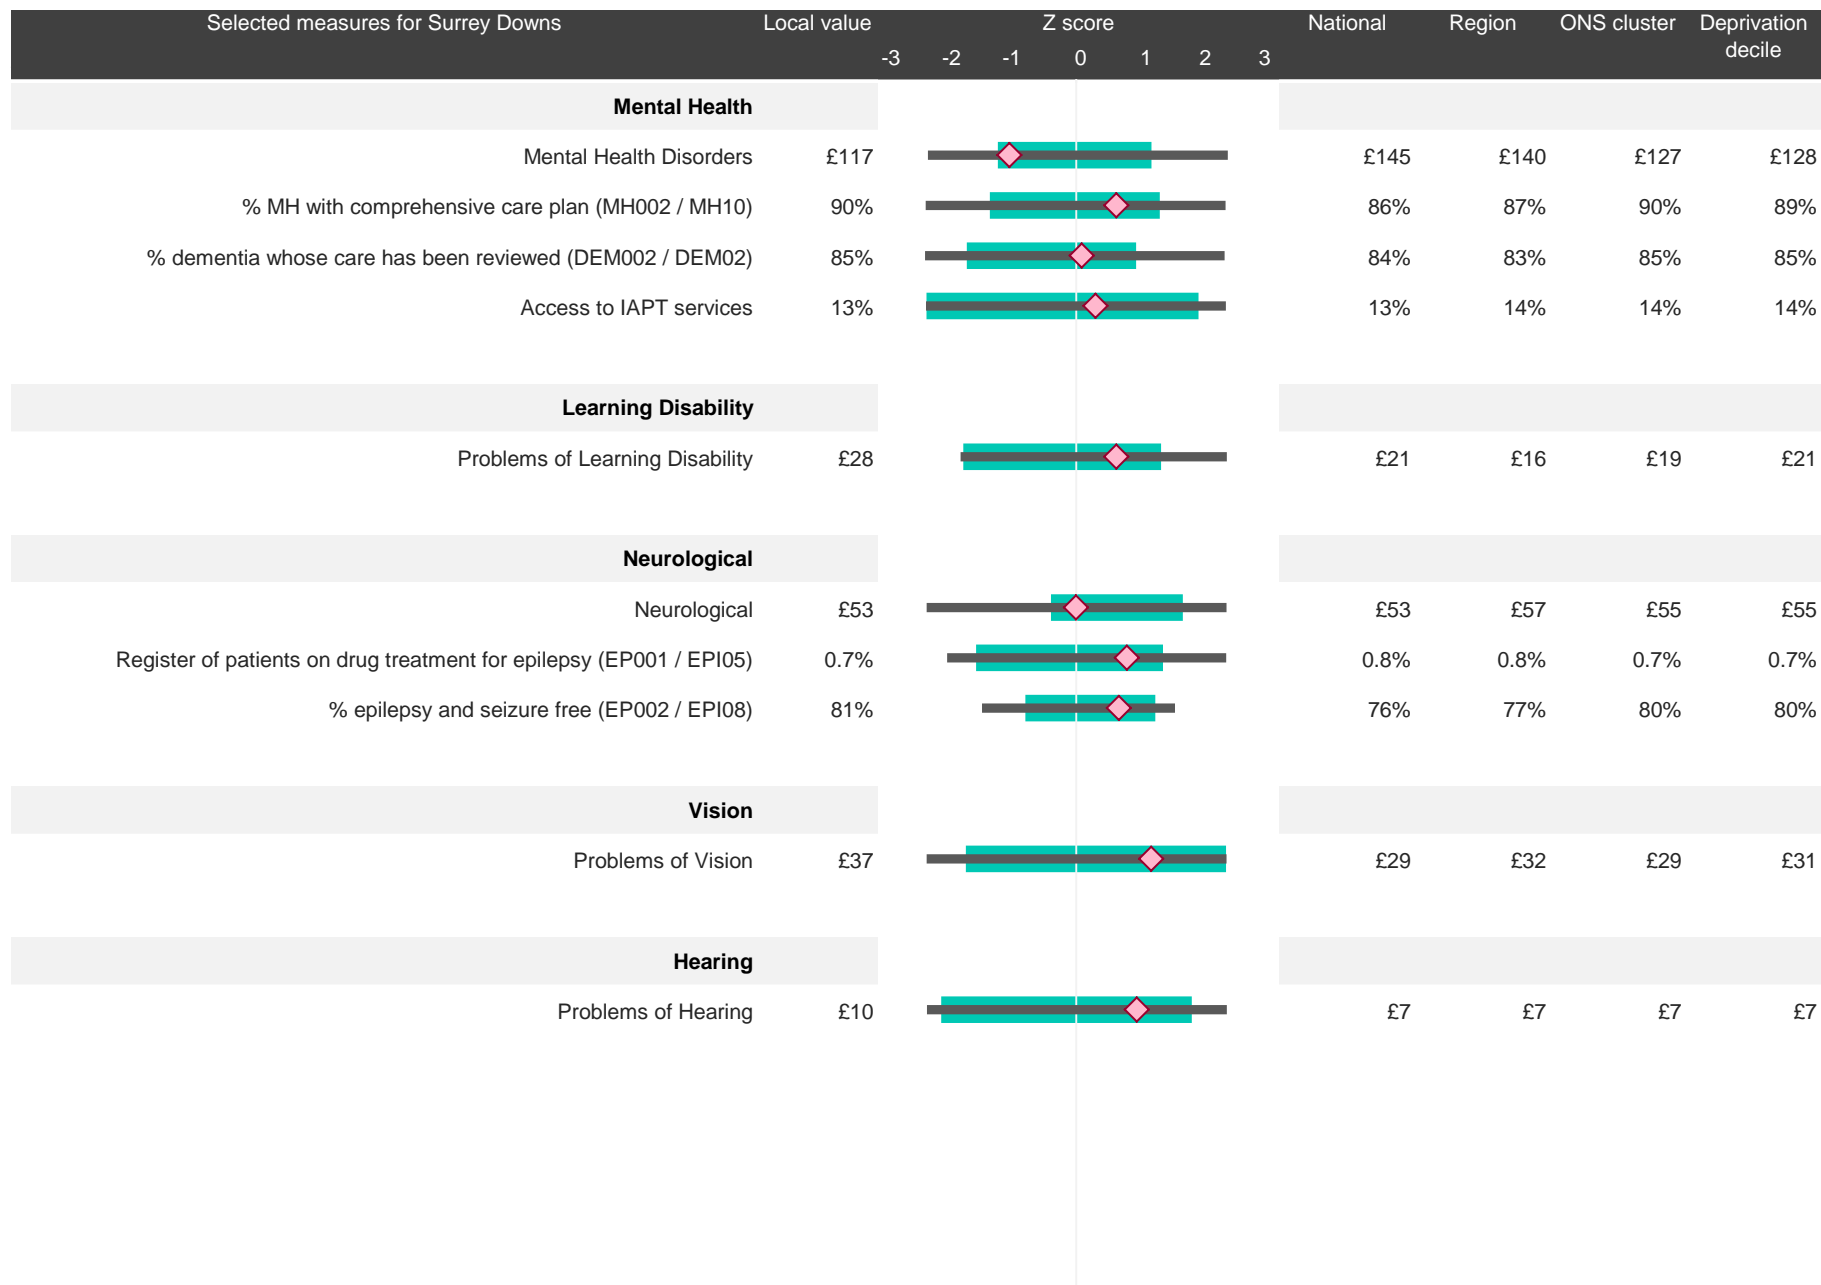 Selected measures for Surrey Downs Local value Z score National Region ONS cluster Deprivation decile
-3 -2 -1 0 1 2 3
Mental Health
Mental Health Disorders £117 £145 £140 £127 £128
% MH with comprehensive care plan (MH002 / MH10) 90% 86% 87% 90% 89%
% dementia whose care has been reviewed (DEM002 / DEM02) 85% 84% 83% 85% 85%
Access to IAPT services 13% 13% 14% 14% 14%
Learning Disability
Problems of Learning Disability £28 £21 £16 £19 £21
Neurological
Neurological £53 £53 £57 £55 £55
Register of patients on drug treatment for epilepsy (EP001 / EPI05) 0.7% 0.8% 0.8% 0.7% 0.7%
% epilepsy and seizure free (EP002 / EPI08) 81% 76% 77% 80% 80%
Vision
Problems of Vision £37 £29 £32 £29 £31
Hearing
Problems of Hearing £10 £7 £7 £7 £7